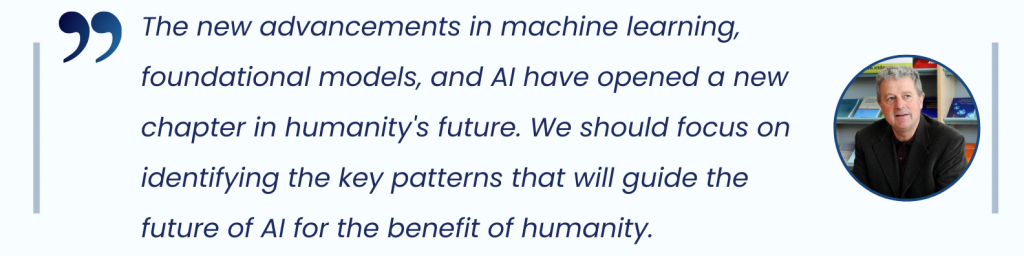 The new advancements in machine learning,
foundational models, and AI have opened a new
chapter in humanity's future. We should focus on
identifying the key patterns that will guide the
future of AI for the benefit of humanity.